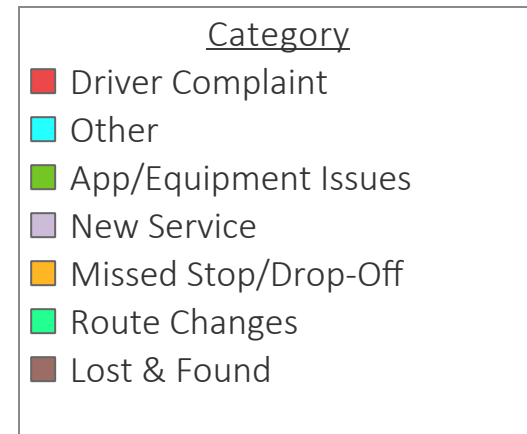 Category
Driver Complaint
Other
App/Equipment Issues
New Service
Missed Stop/Drop-Off
Route Changes
Lost & Found